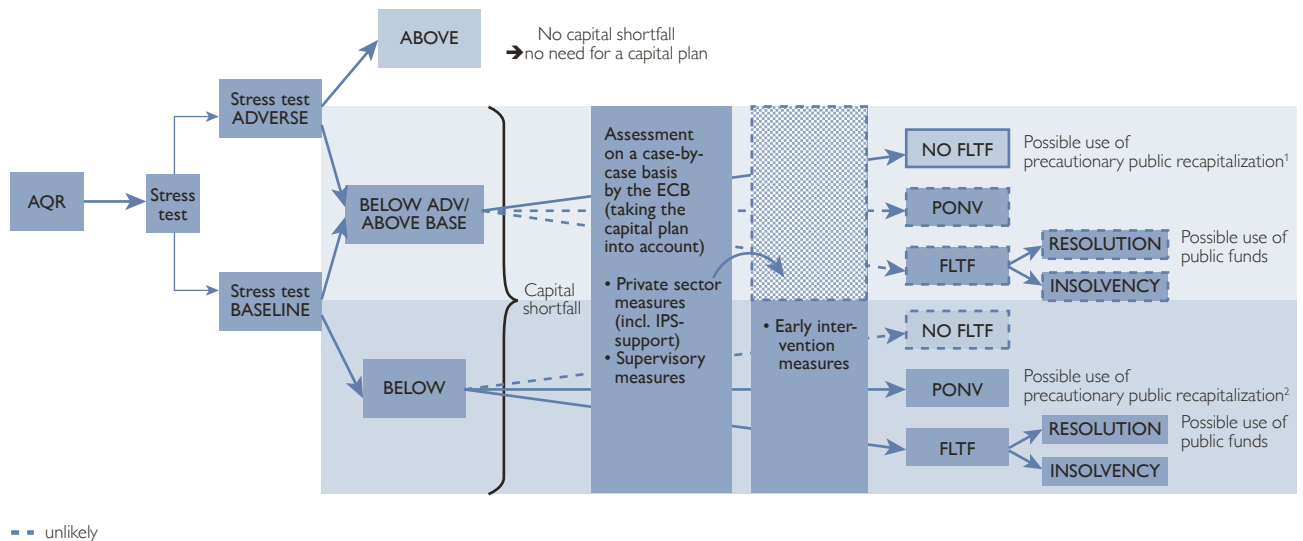 ABOVE
No capital shortfall
➔no need for a capital plan
Stress test
ADVERSE
AQR
Stress
test
Stress test
BASELINE
BELOW ADV/
ABOVE BASE
BELOW
Capital
shortfall
Assessment
on a case-by-
case basis
by the ECB
(taking the
capital plan
into account)
• Private sector
measures
(incl. IPS-
support)
• Supervisory
measures
• Early inter-
vention
measures
NO FLTF
Possible use of
precautionary public recapitalization¹
PONV
FLTF
RESOLUTION
INSOLVENCY
Possible use of
public funds
NO FLTF
PONV
Possible use of
precautionary public recapitalization²
FLTF
RESOLUTION
INSOLVENCY
Possible use of
public funds
unlikely